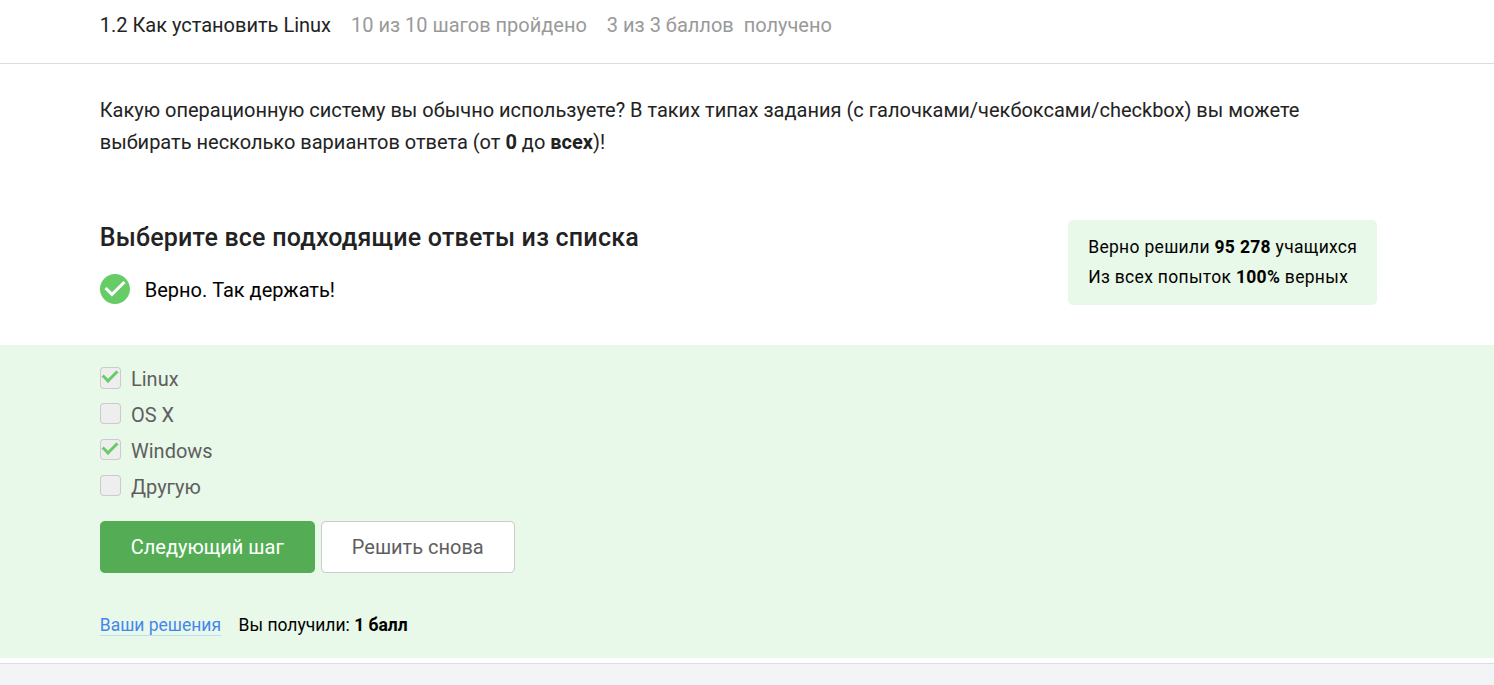 1.2 Как установить Linux 10 из 10 шагов пройдено 3 из 3 баллов получено
Какую операционную систему вы обычно используете? В таких типах задания (с галочками/чекбоксами/checkbox) вы можете
выбирать несколько вариантов ответа (от 0 до всех)!
Выберите все подходящие ответы из списка
Верно. Так держать!
Верно решили 95 278 учащихся
Из всех попыток 100% верных
Linux
OS X
Windows
Другую
Следующий шаг Решить снова
Ваши решения Вы получили: 1 балл